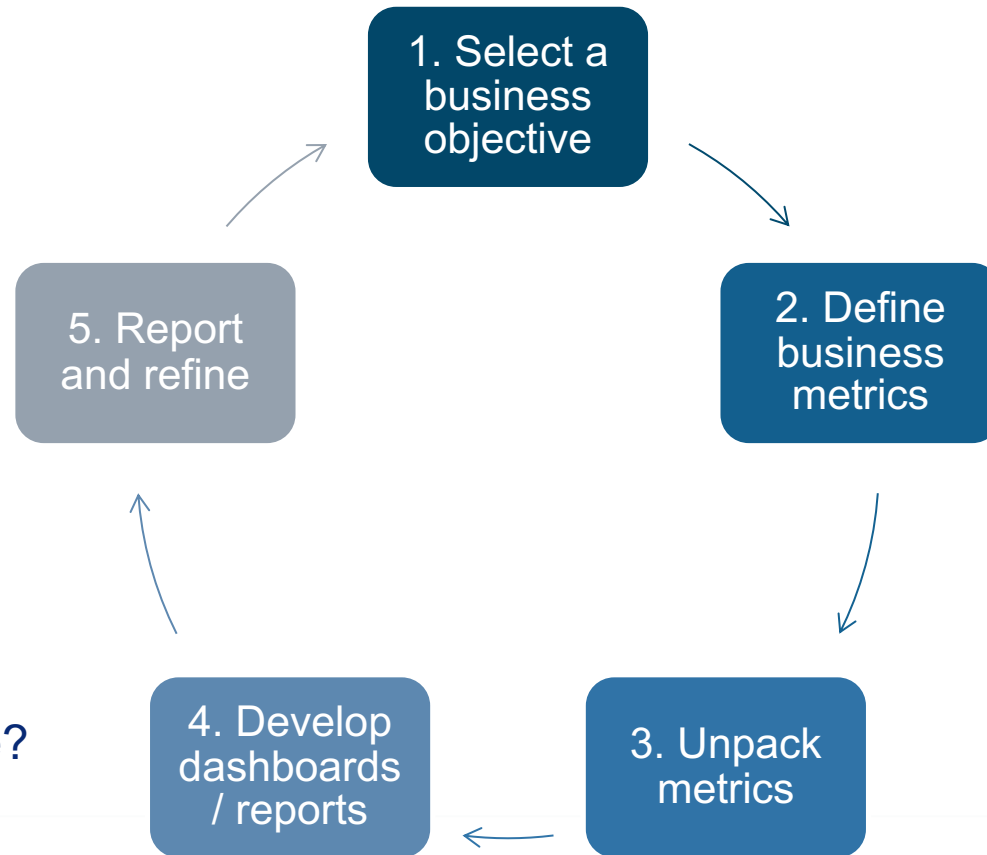 1. Select a
business
objective
2. Define
business
metrics
3. Unpack
metrics
4. Develop
dashboards
/ reports
5. Report
and refine
?